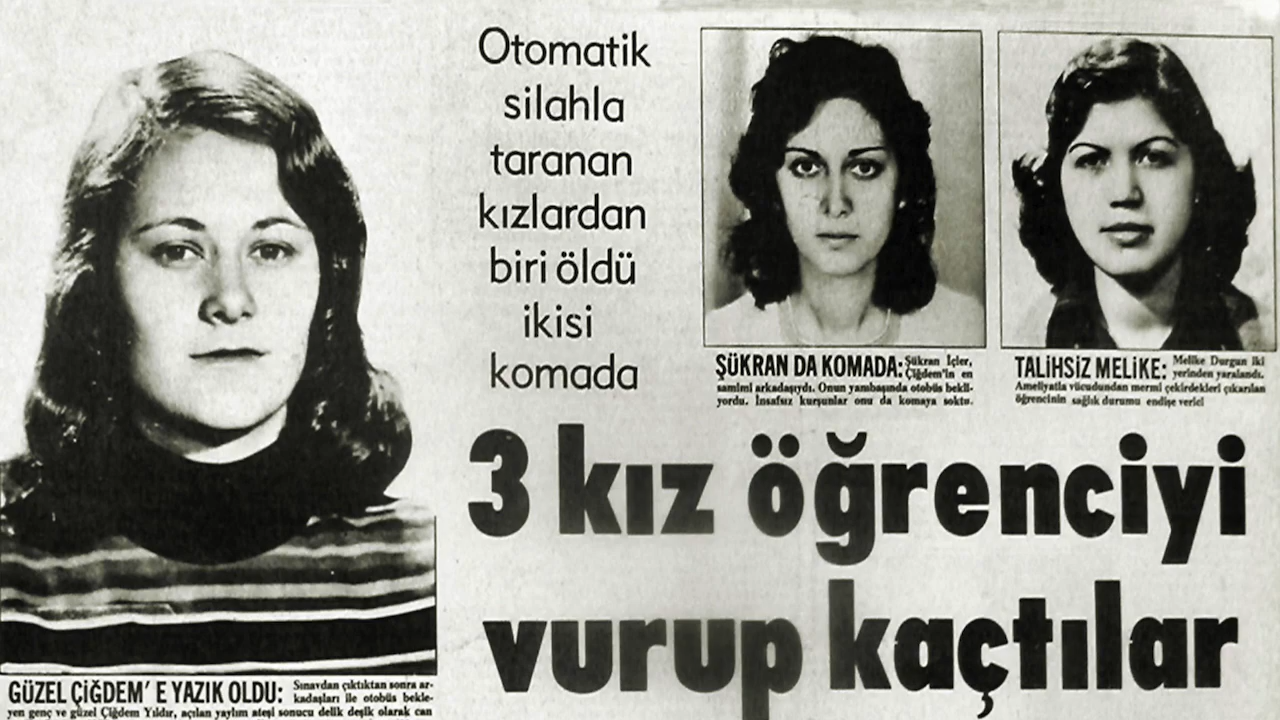 Otomatik
silahla
taranan
kızlardan
biri öldü
ikisi
komada
ŞÜKRAN DA KOMADA: Şükran İçler,
Çiğdem'in en
samimi arkadaşıydı. Onun yanıbaşında otobüs bekli-
yordu. İnsafsız kurşunlar onu da komaya soktu.
TALİHSİZ MELİKE: Melike Durgun iki
yerinden yaralandı.
Ameliyatla vücudundan mermi çekirdekleri çıkarılan
öğrencinin sağlık durumu endişe verici
3 kız öğrenciyi
vurup kaçtılar
GÜZEL ÇİĞDEM'E YAZIK OLDU: Sınavdan çıktıktan sonra ar-
kadaşları ile otobüs bekle-
yen genç ve güzel Çiğdem Yıldır, açılan yaylım ateşi sonucu delik deşik olarak can